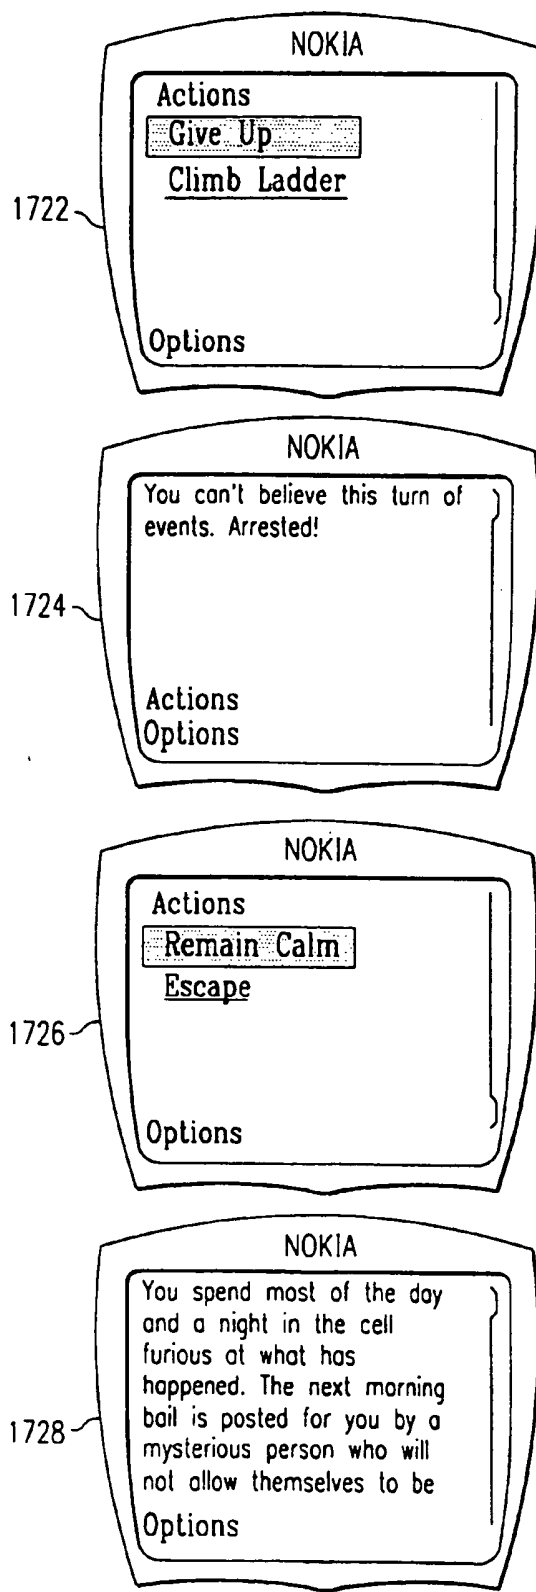 NOKIA
Actions
Give Up
Climb Ladder
1722
Options
NOKIA
You can't believe this turn of
events. Arrested!
1724
Actions
Options
NOKIA
Actions
Remain Calm
Escape
1726
Options
NOKIA
You spend most of the day
and a night in the cell
furious at what has
happened. The next morning
bail is posted for you by a
1728
mysterious person who will
not allow themselves to be
Options